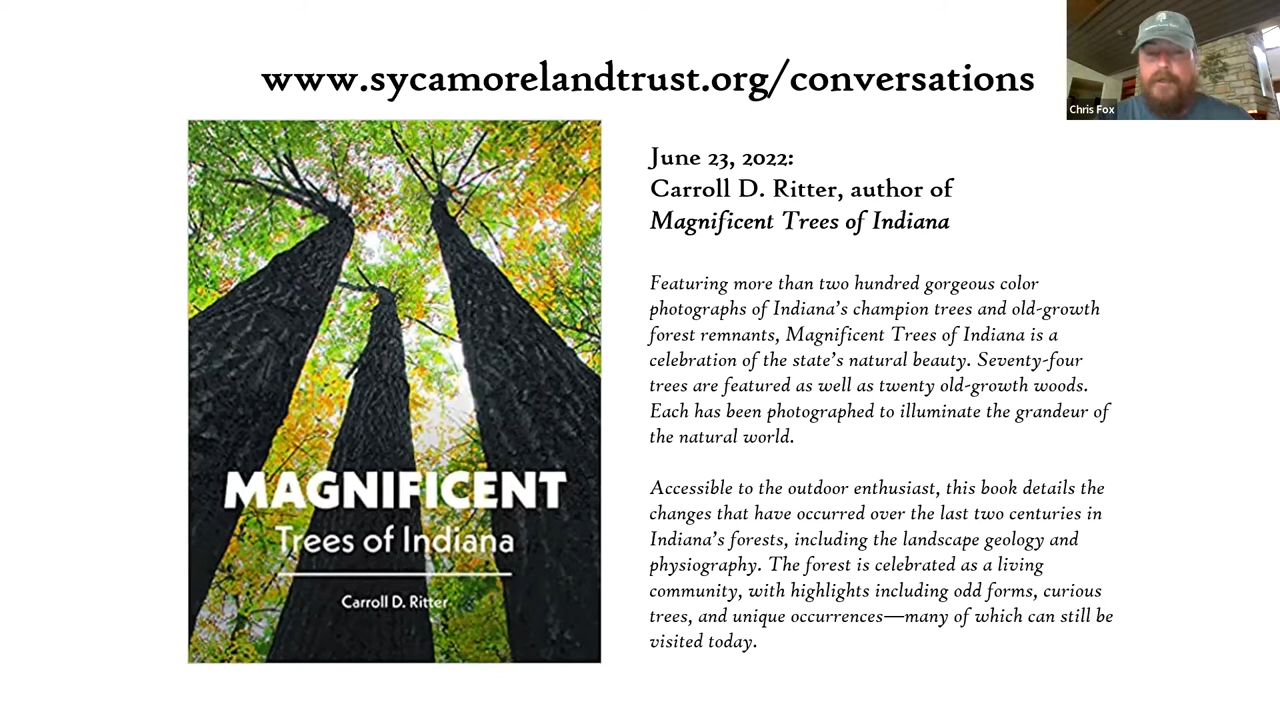 www.sycamorelandtrust.org/conversations
Chris Fox
MAGNIFICENT
Trees of Indiana
Carroll D. Ritter
June 23, 2022:
Carroll D. Ritter, author of
Magnificent Trees of Indiana
Featuring more than two hundred gorgeous color
photographs of Indiana's champion trees and old-growth
forest remnants, Magnificent Trees of Indiana is a
celebration of the state's natural beauty. Seventy-four
trees are featured as well as twenty old-growth woods.
Each has been photographed to illuminate the grandeur of
the natural world.
Accessible to the outdoor enthusiast, this book details the
changes that have occurred over the last two centuries in
Indiana's forests, including the landscape geology and
physiography. The forest is celebrated as a living
community, with highlights including odd forms, curious
trees, and unique occurrences—many of which can still be
visited today.